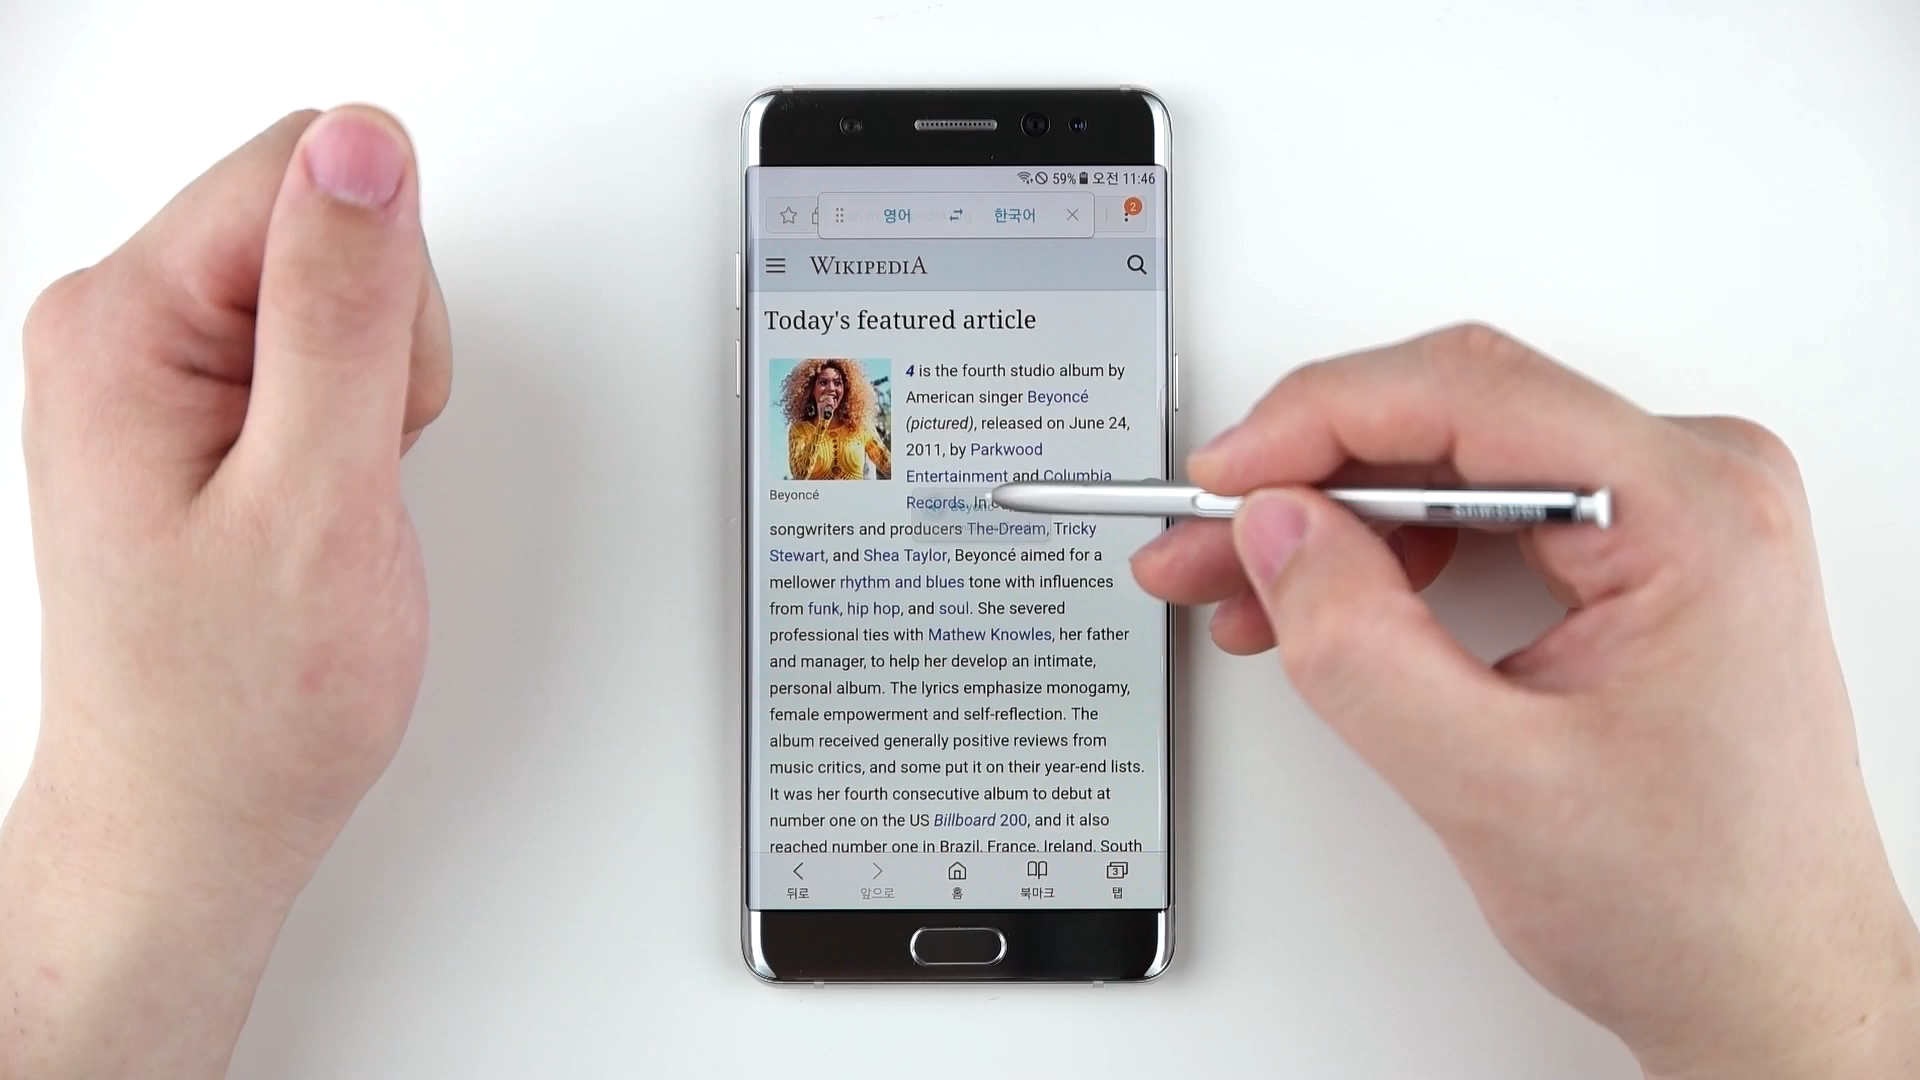 59% 오전 11:46
영어 한국어 2
WIKIPEDIA
Today's featured article
4 is the fourth studio album by
American singer Beyoncé
(pictured), released on June 24,
2011, by Parkwood
Entertainment and Columbia
Beyoncé
Records. In
songwriters and producers The-Dream, Tricky
Stewart, and Shea Taylor, Beyoncé aimed for a
mellower rhythm and blues tone with influences
from funk, hip hop, and soul. She severed
professional ties with Mathew Knowles, her father
and manager, to help her develop an intimate,
personal album. The lyrics emphasize monogamy,
female empowerment and self-reflection. The
album received generally positive reviews from
music critics, and some put it on their year-end lists.
It was her fourth consecutive album to debut at
number one on the US Billboard 200, and it also
reached number one in Brazil, France, Ireland, South
3
뒤로 앞으로 홈 북마크 탭